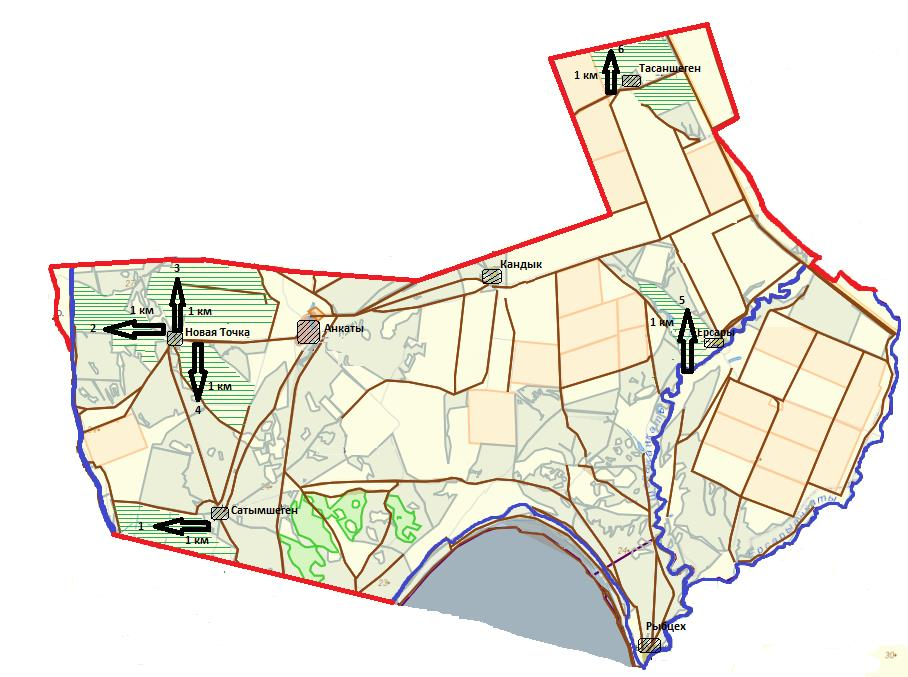 6
Тасаншеген
1 км
Кандык
3
1 км
1 км
2
Новая Точка
Анкаты
5
1 км
Ерсары
1 км
4
Сатымшеген
1
1 км
Рыбцех
30